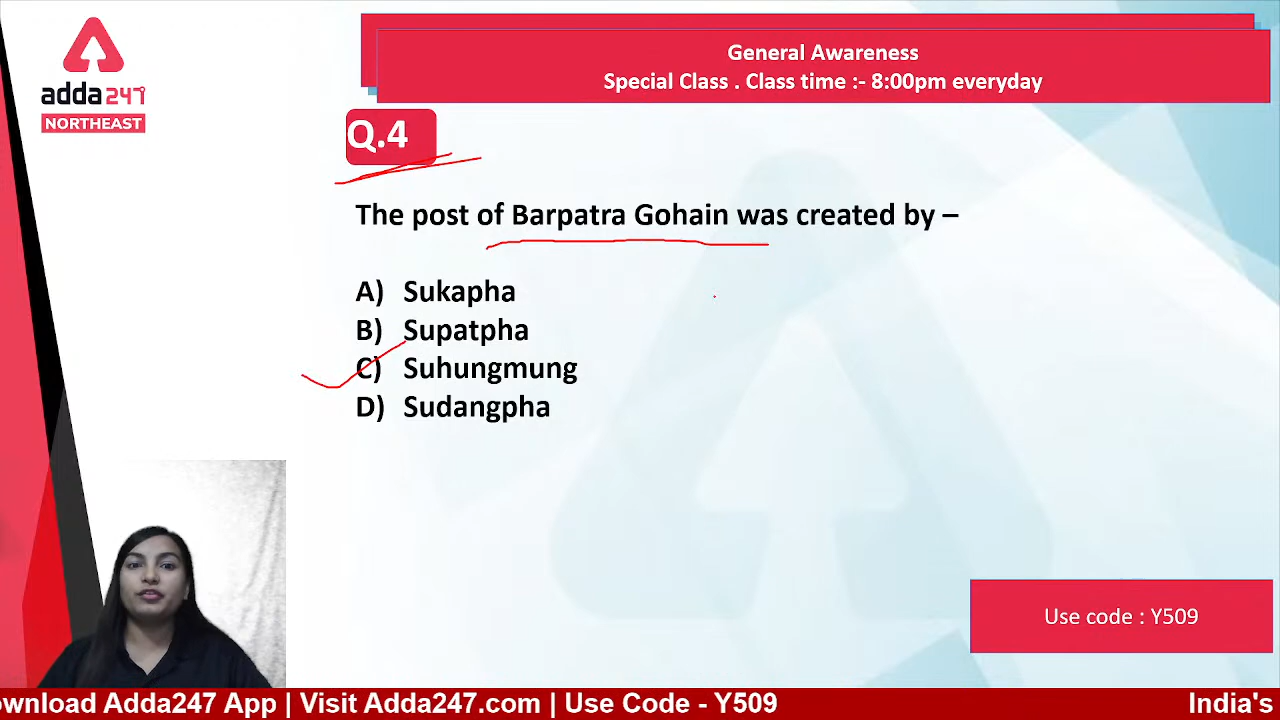 General Awareness
Special Class . Class time :- 8:00pm everyday
adda247
NORTHEAST
Q.4
The post of Barpatra Gohain was created by –
A) Sukapha
B) Supatpha
C) Suhungmung
D) Sudangpha
Use code : Y509
ownload Adda247 App | Visit Adda247.com | Use Code - Y509
India's